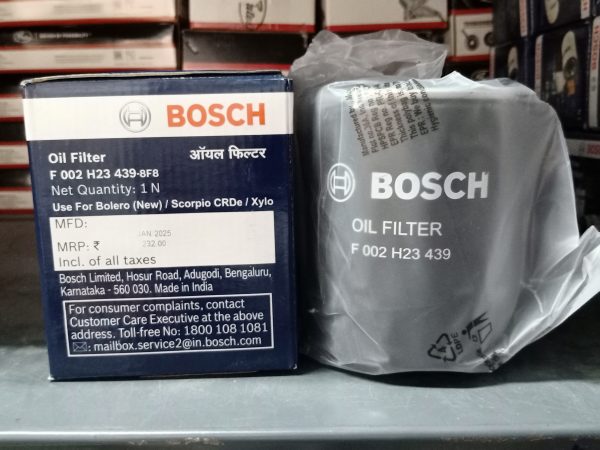 BOSCH
Oil Filter
ऑयल फिल्टर
F 002 H23 439-8F8
Net Quantity: 1 N
Use For Bolero (New) / Scorpio CRDe / Xylo
MFD:
JAN 2025
MRP: ₹
232.00
Incl. of all taxes
Bosch Limited, Hosur Road, Adugodi, Bengaluru,
Karnataka - 560 030. Made in India
For consumer complaints, contact
Customer Care Executive at the above
address. Toll-free No: 1800 108 1081
: mailbox.service2@in.bosch.com
BOSCH
OIL FILTER
F 002 H23 439